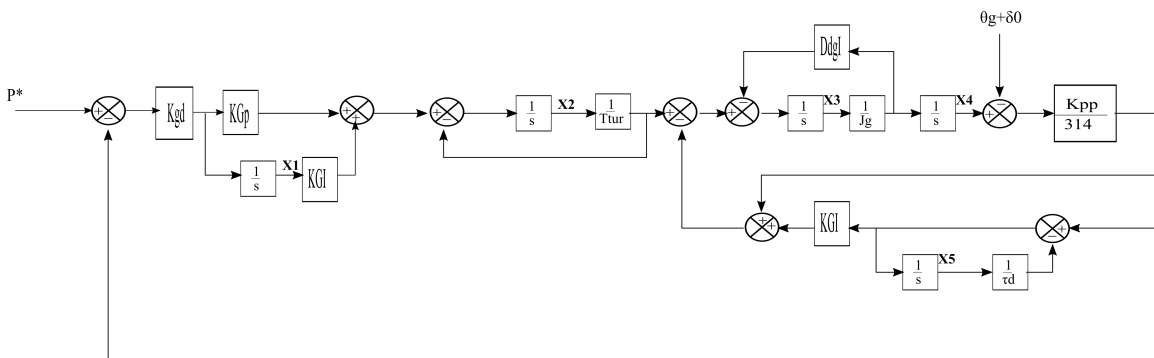 θg+δ0
DdgI
P*
Kgd
KGp
1
s
X2
1
Ttur
1
s
X3
1
Jg
1
s
X4
Kpp
314
1
s
X1
KGI
KGI
1
s
X5
1
τd